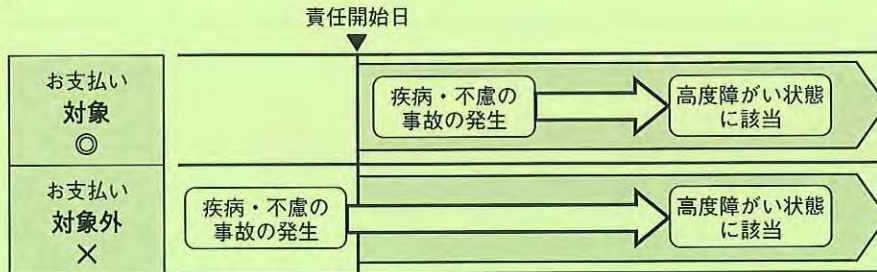 責任開始日
お支払い
対象
◎
疾病・不慮の
事故の発生
高度障がい状態
に該当
お支払い
対象外
×
疾病・不慮の
事故の発生
高度障がい状態
に該当